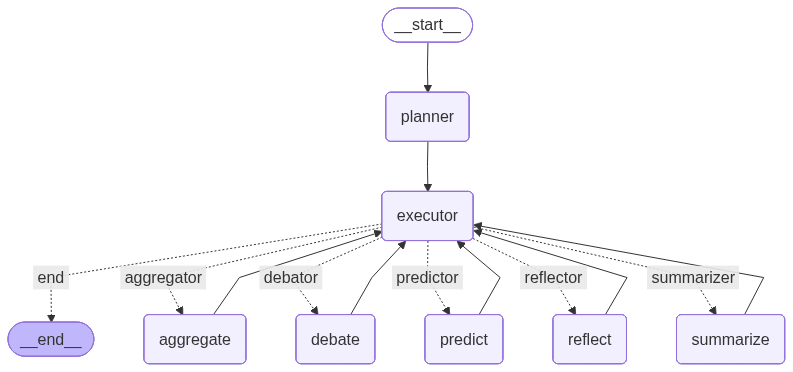 __start__
planner
executor
end
aggregator
debator
predictor
reflector
summarizer
__end__
aggregate
debate
predict
reflect
summarize